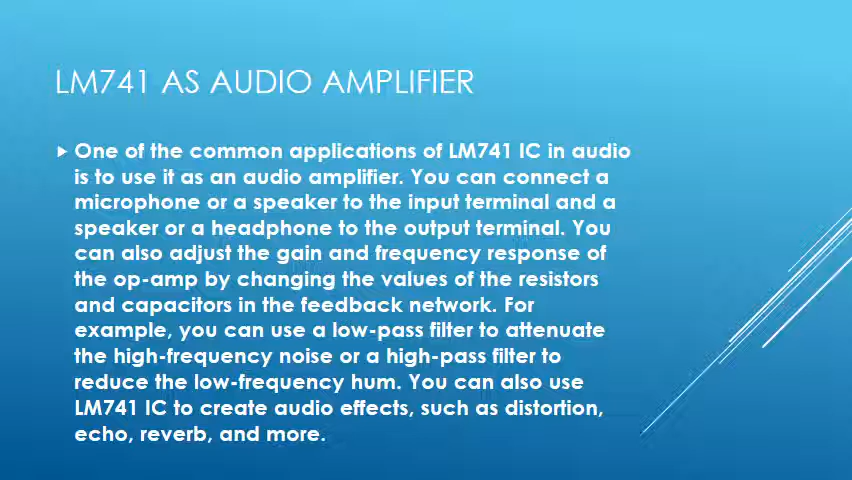 LM741 AS AUDIO AMPLIFIER
One of the common applications of LM741 IC in audio
is to use it as an audio amplifier. You can connect a
microphone or a speaker to the input terminal and a
speaker or a headphone to the output terminal. You
can also adjust the gain and frequency response of
the op-amp by changing the values of the resistors
and capacitors in the feedback network. For
example, you can use a low-pass filter to attenuate
the high-frequency noise or a high-pass filter to
reduce the low-frequency hum. You can also use
LM741 IC to create audio effects, such as distortion,
echo, reverb, and more.